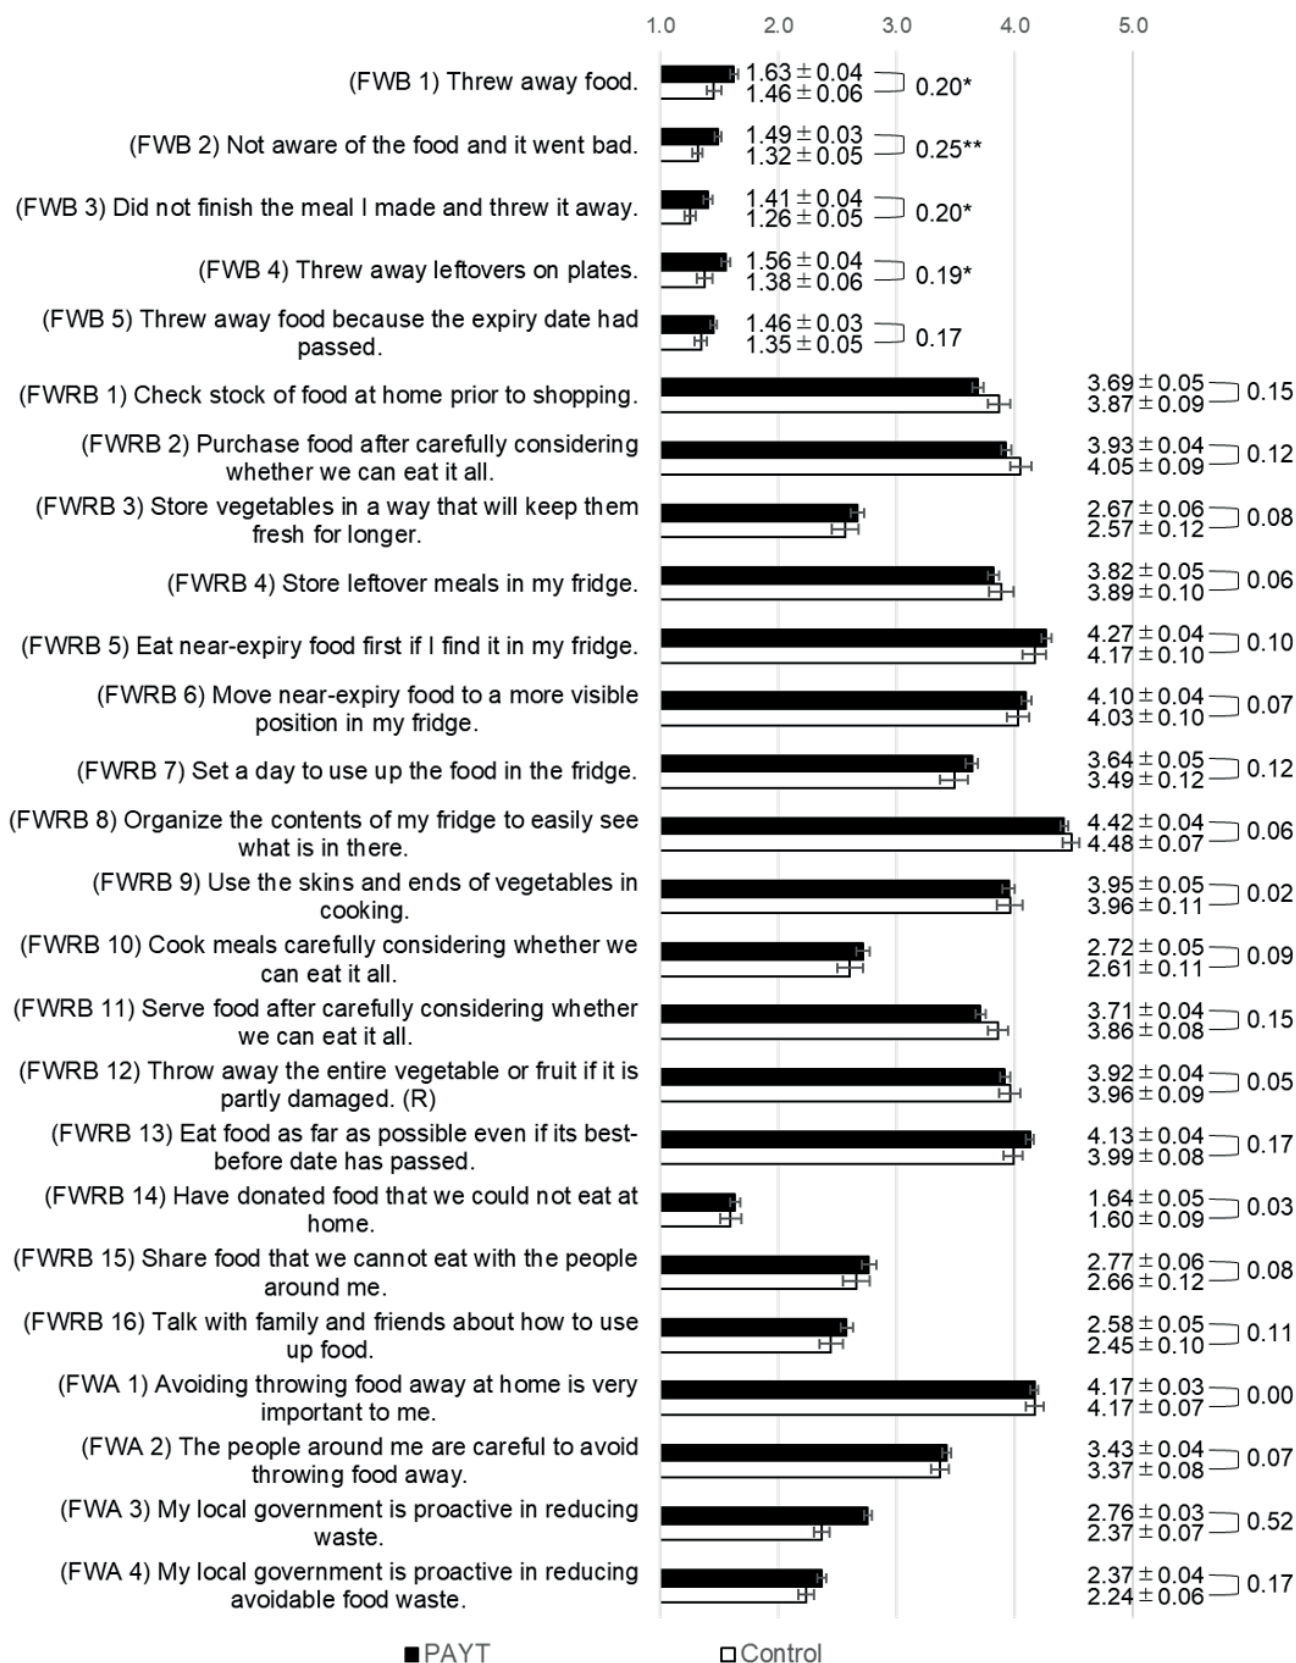 1.0 2.0 3.0 4.0 5.0
(FWB 1) Threw away food.
1.63 ± 0.04
1.46 ± 0.06
0.20*
(FWB 2) Not aware of the food and it went bad.
1.49 ± 0.03
1.32 ± 0.05
0.25**
(FWB 3) Did not finish the meal I made and threw it away.
1.41 ± 0.04
1.26 ± 0.05
0.20*
(FWB 4) Threw away leftovers on plates.
1.56 ± 0.04
1.38 ± 0.06
0.19*
(FWB 5) Threw away food because the expiry date had
passed.
1.46 ± 0.03
1.35 ± 0.05
0.17
(FWRB 1) Check stock of food at home prior to shopping.
3.69 ± 0.05
3.87 ± 0.09
0.15
(FWRB 2) Purchase food after carefully considering
whether we can eat it all.
3.93 ± 0.04
4.05 ± 0.09
0.12
(FWRB 3) Store vegetables in a way that will keep them
fresh for longer.
2.67 ± 0.06
2.57 ± 0.12
0.08
(FWRB 4) Store leftover meals in my fridge.
3.82 ± 0.05
3.89 ± 0.10
0.06
(FWRB 5) Eat near-expiry food first if I find it in my fridge.
4.27 ± 0.04
4.17 ± 0.10
0.10
(FWRB 6) Move near-expiry food to a more visible
position in my fridge.
4.10 ± 0.04
4.03 ± 0.10
0.07
(FWRB 7) Set a day to use up the food in the fridge.
3.64 ± 0.05
3.49 ± 0.12
0.12
(FWRB 8) Organize the contents of my fridge to easily see
what is in there.
4.42 ± 0.04
4.48 ± 0.07
0.06
(FWRB 9) Use the skins and ends of vegetables in
cooking.
3.95 ± 0.05
3.96 ± 0.11
0.02
(FWRB 10) Cook meals carefully considering whether we
can eat it all.
2.72 ± 0.05
2.61 ± 0.11
0.09
(FWRB 11) Serve food after carefully considering whether
we can eat it all.
3.71 ± 0.04
3.86 ± 0.08
0.15
(FWRB 12) Throw away the entire vegetable or fruit if it is
partly damaged. (R)
3.92 ± 0.04
3.96 ± 0.09
0.05
(FWRB 13) Eat food as far as possible even if its best-
before date has passed.
4.13 ± 0.04
3.99 ± 0.08
0.17
(FWRB 14) Have donated food that we could not eat at
home.
1.64 ± 0.05
1.60 ± 0.09
0.03
(FWRB 15) Share food that we cannot eat with the people
around me.
2.77 ± 0.06
2.66 ± 0.12
0.08
(FWRB 16) Talk with family and friends about how to use
up food.
2.58 ± 0.05
2.45 ± 0.10
0.11
(FWA 1) Avoiding throwing food away at home is very
important to me.
4.17 ± 0.03
4.17 ± 0.07
0.00
(FWA 2) The people around me are careful to avoid
throwing food away.
3.43 ± 0.04
3.37 ± 0.08
0.07
(FWA 3) My local government is proactive in reducing
waste.
2.76 ± 0.03
2.37 ± 0.07
0.52
(FWA 4) My local government is proactive in reducing
avoidable food waste.
2.37 ± 0.04
2.24 ± 0.06
0.17
PAYT Control